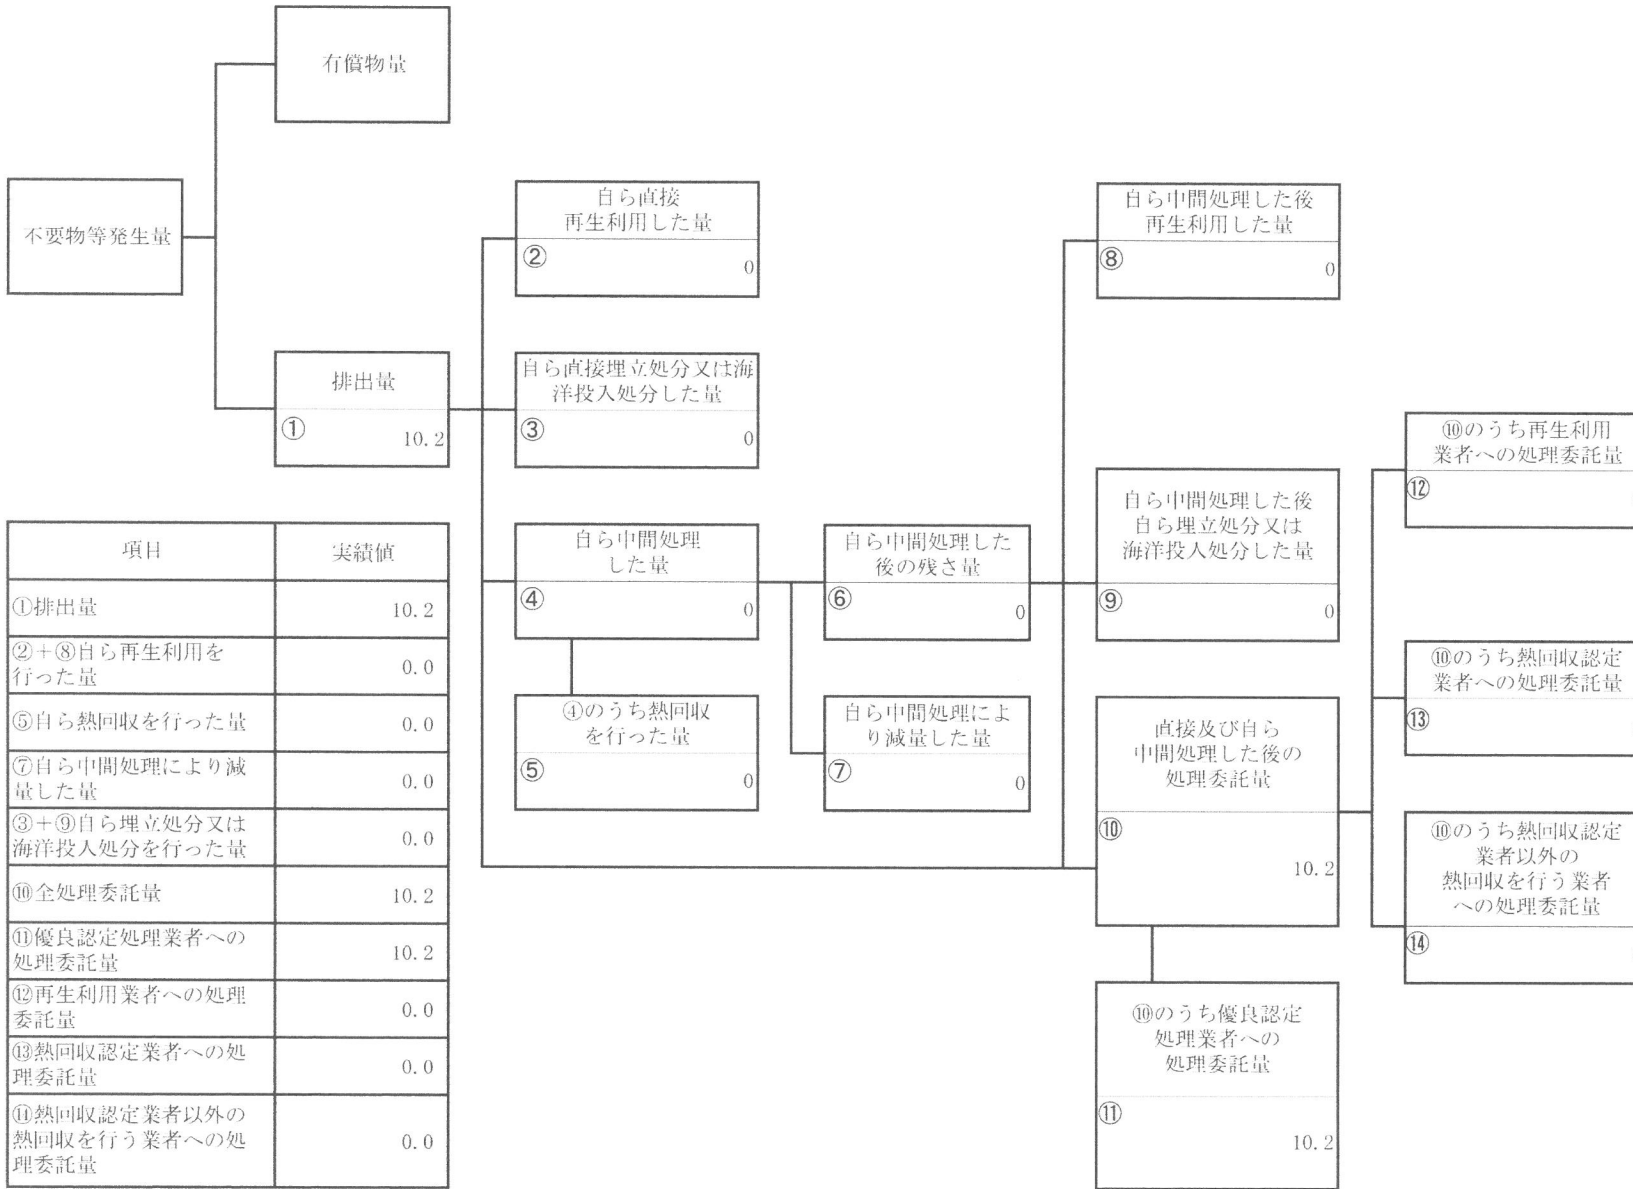 有償物量
不要物等発生量
排出量
①
10.2
自ら直接
再生利用した量
②
0
自ら直接埋立処分又は海
洋投入処分した量
③
0
自ら中間処理
した量
④
0
④のうち熱回収
を行った量
⑤
0
自ら中間処理した
後の残さ量
⑥
0
自ら中間処理によ
り減量した量
⑦
0
自ら中間処理した後
再生利用した量
⑧
0
自ら中間処理した後
自ら埋立処分又は
海洋投入処分した量
⑨
0
直接及び自ら
中間処理した後の
処理委託量
⑩
10.2
⑩のうち優良認定
処理業者への
処理委託量
⑪
10.2
⑩のうち再生利用
業者への処理委託量
⑫
⑩のうち熱回収認定
業者への処理委託量
⑬
⑩のうち熱回収認定
業者以外の
熱回収を行う業者
への処理委託量
⑭
項目 実績値
①排出量 10.2
②+⑧自ら再生利用を
行った量 0.0
⑤自ら熱回収を行った量 0.0
⑦自ら中間処理により減
量した量 0.0
③+⑨自ら埋立処分又は
海洋投入処分を行った量 0.0
⑩全処理委託量 10.2
⑪優良認定処理業者への
処理委託量 10.2
⑫再生利用業者への処理
委託量 0.0
⑬熱回収認定業者への処
理委託量 0.0
⑭熱回収認定業者以外の
熱回収を行う業者への処
理委託量 0.0